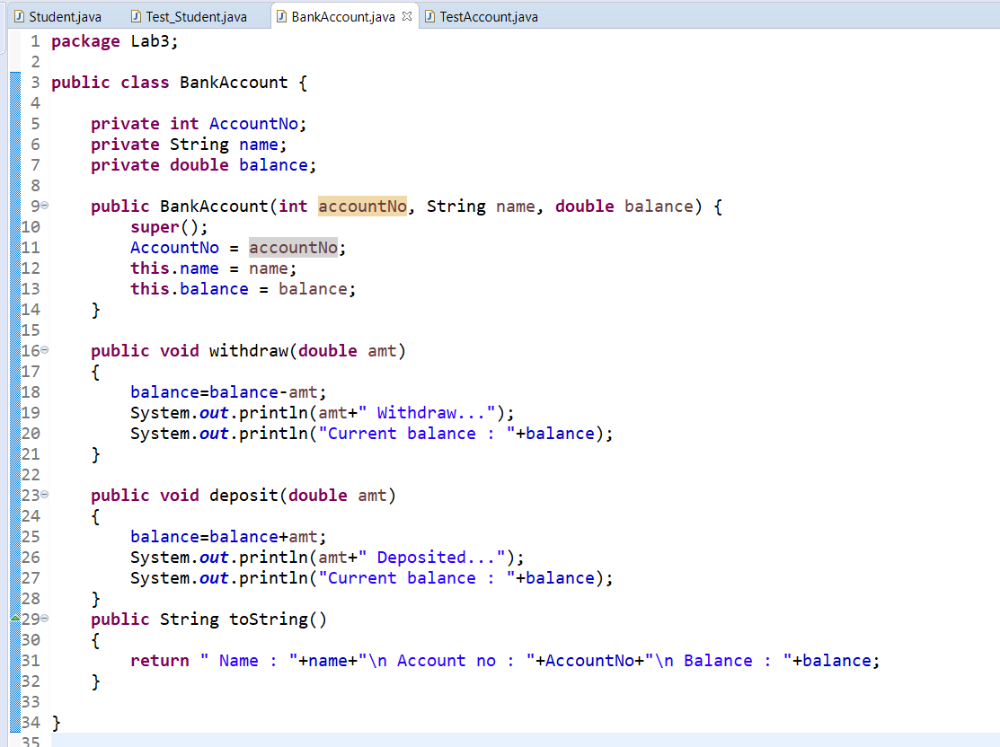 Student.java Test_Student.java BankAccount.java TestAccount.java
1 package Lab3;
2
3 public class BankAccount {
4
5     private int AccountNo;
6     private String name;
7     private double balance;
8
9     public BankAccount(int accountNo, String name, double balance) {
10         super();
11         AccountNo = accountNo;
12         this.name = name;
13         this.balance = balance;
14     }
15
16     public void withdraw(double amt)
17     {
18         balance=balance-amt;
19         System.out.println(amt+" Withdraw...");
20         System.out.println("Current balance : "+balance);
21     }
22
23     public void deposit(double amt)
24     {
25         balance=balance+amt;
26         System.out.println(amt+" Deposited...");
27         System.out.println("Current balance : "+balance);
28     }
29     public String toString()
30     {
31         return " Name : "+name+"\n Account no : "+AccountNo+"\n Balance : "+balance;
32     }
33
34 }
35